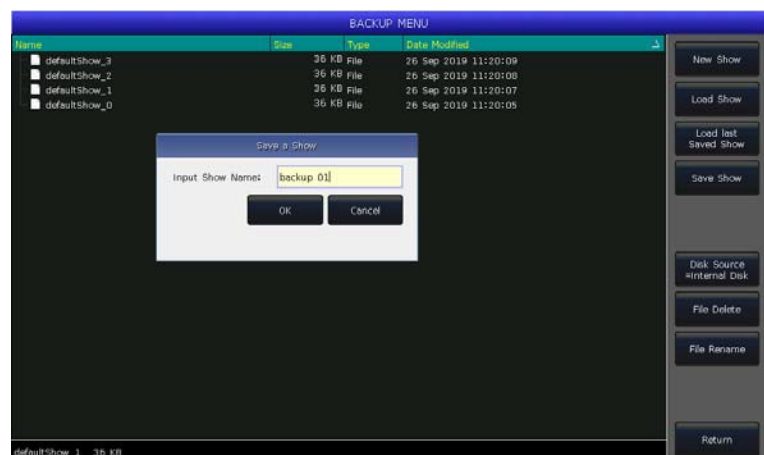 BACKUP MENU
Name Size Type Date Modified
defaultShow_3 36 KB File 26 Sep 2019 11:20:09
defaultShow_2 36 KB File 26 Sep 2019 11:20:08
defaultShow_1 36 KB File 26 Sep 2019 11:20:07
defaultShow_0 36 KB File 26 Sep 2019 11:20:05
Save a Show
Input Show Name: backup 01
OK Cancel
New Show
Load Show
Load last
Saved Show
Save Show
Disk Source
=Internal Disk
File Delete
File Rename
Return
defaultShow_1 36 KB